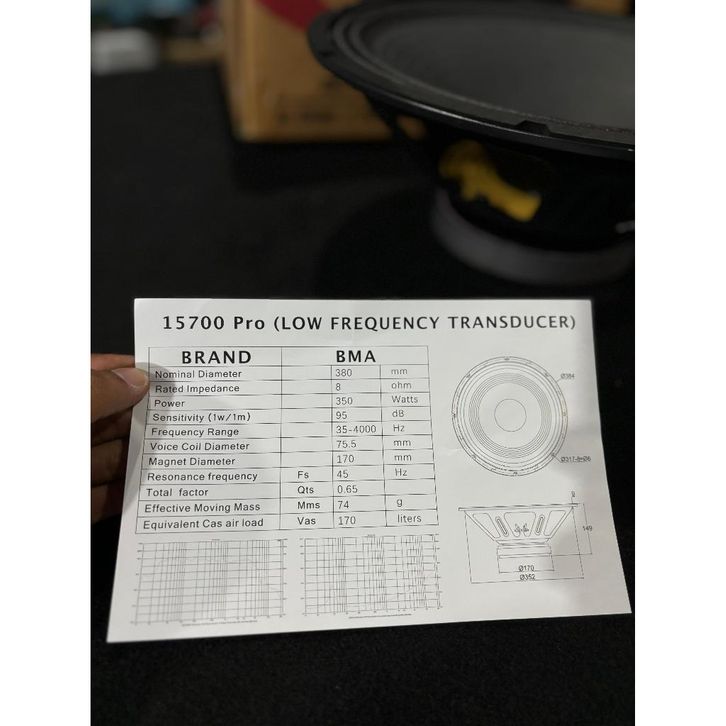 15700 Pro (LOW FREQUENCY TRANSDUCER)
BRAND BMA
Nominal Diameter 380 mm
Rated Impedance 8 ohm
Power 350 Watts
Sensitivity (1w/1m) 95 dB
Frequency Range 35-4000 Hz
Voice Coil Diameter 75.5 mm
Magnet Diameter 170 mm
Resonance frequency Fs 45 Hz
Total factor Qts 0.65
Effective Moving Mass Mms 74 g
Equivalent Cas air load Vas 170 liters
Ø384
Ø317-8×Ø6
149
Ø170
Ø352